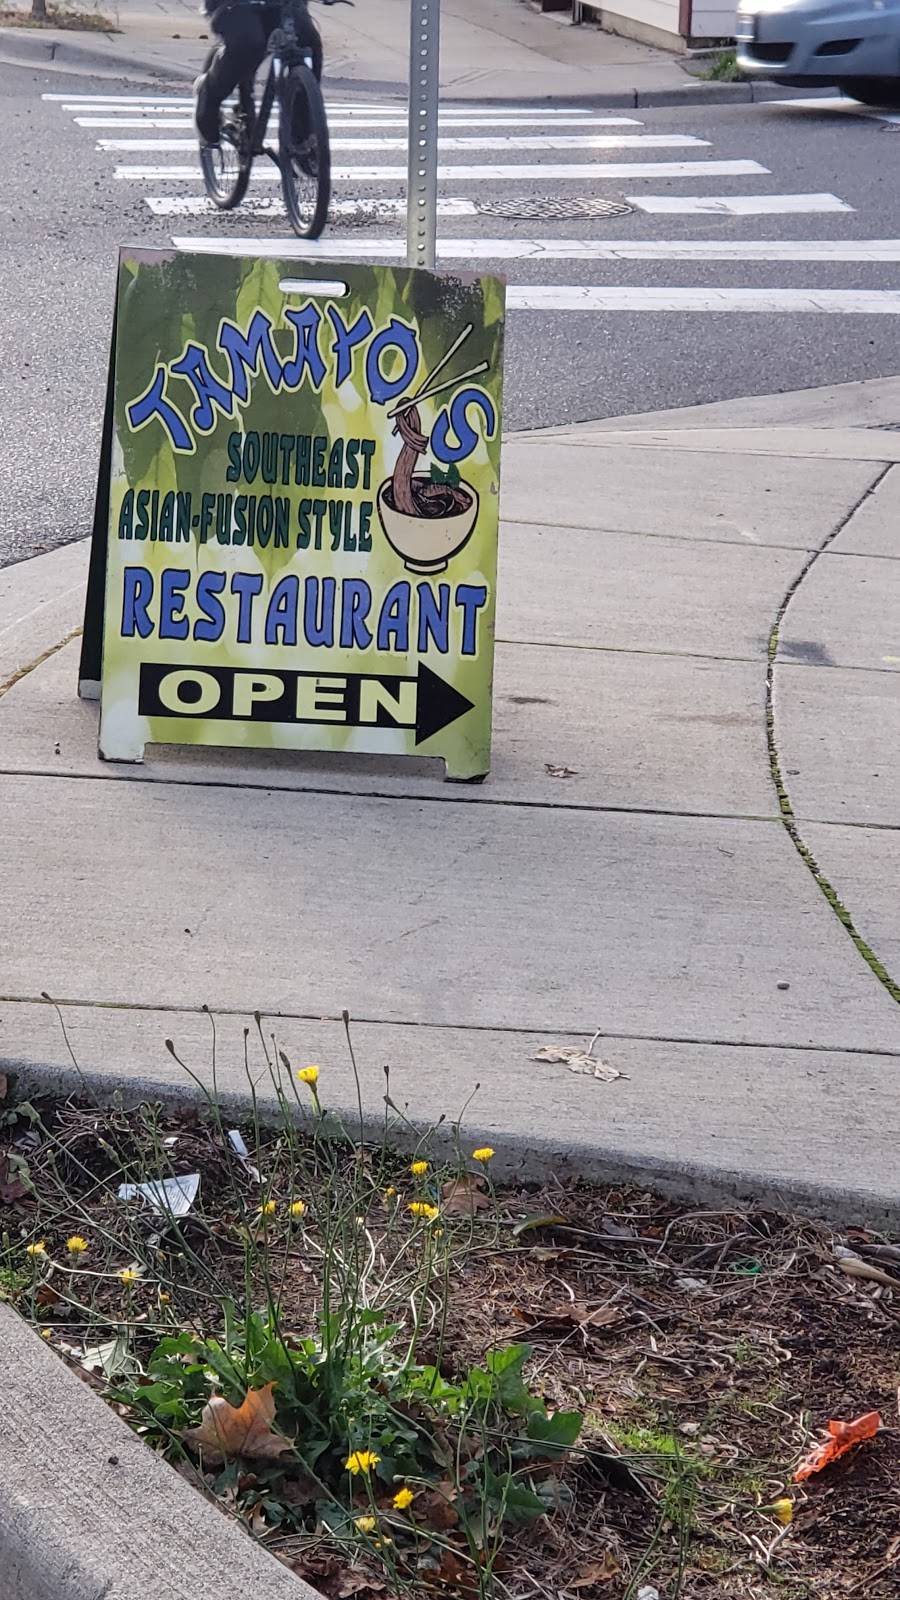 TAMAYO S
SOUTHEAST
ASIAN-FUSION STYLE
RESTAURANT
OPEN